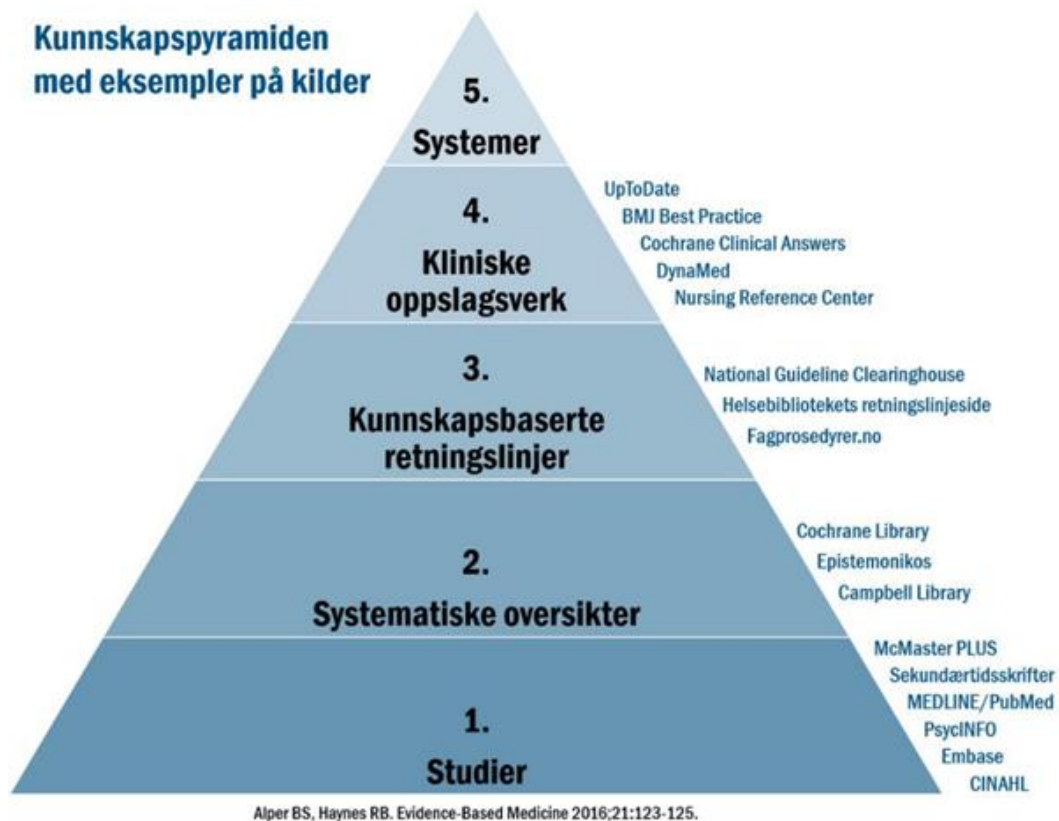 Kunnskapspyramiden
med eksempler på kilder
5.
Systemer
4.
Kliniske
oppslagsverk
UpToDate
BMJ Best Practice
Cochrane Clinical Answers
DynaMed
Nursing Reference Center
3.
Kunnskapsbaserte
retningslinjer
National Guideline Clearinghouse
Helsebibliotekets retningslinjeside
Fagprosedyrer.no
2.
Systematiske oversikter
Cochrane Library
Epistemonikos
Campbell Library
1.
Studier
McMaster PLUS
Sekundærtidsskrifter
MEDLINE/PubMed
PsycINFO
Embase
CINAHL
Alper BS, Haynes RB. Evidence-Based Medicine 2016;21:123-125.